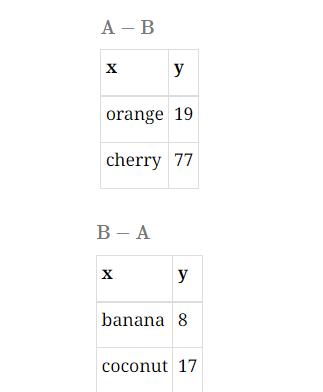 A − B
x y
orange 19
cherry 77
B − A
x y
banana 8
coconut 17